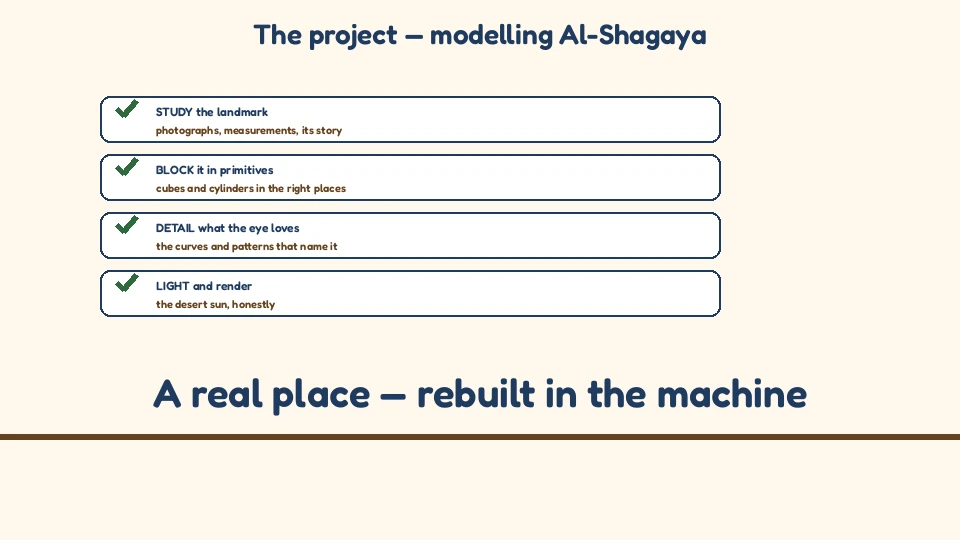 The project — modelling Al-Shagaya
STUDY the landmark
photographs, measurements, its story
BLOCK it in primitives
cubes and cylinders in the right places
DETAIL what the eye loves
the curves and patterns that name it
LIGHT and render
the desert sun, honestly
A real place — rebuilt in the machine